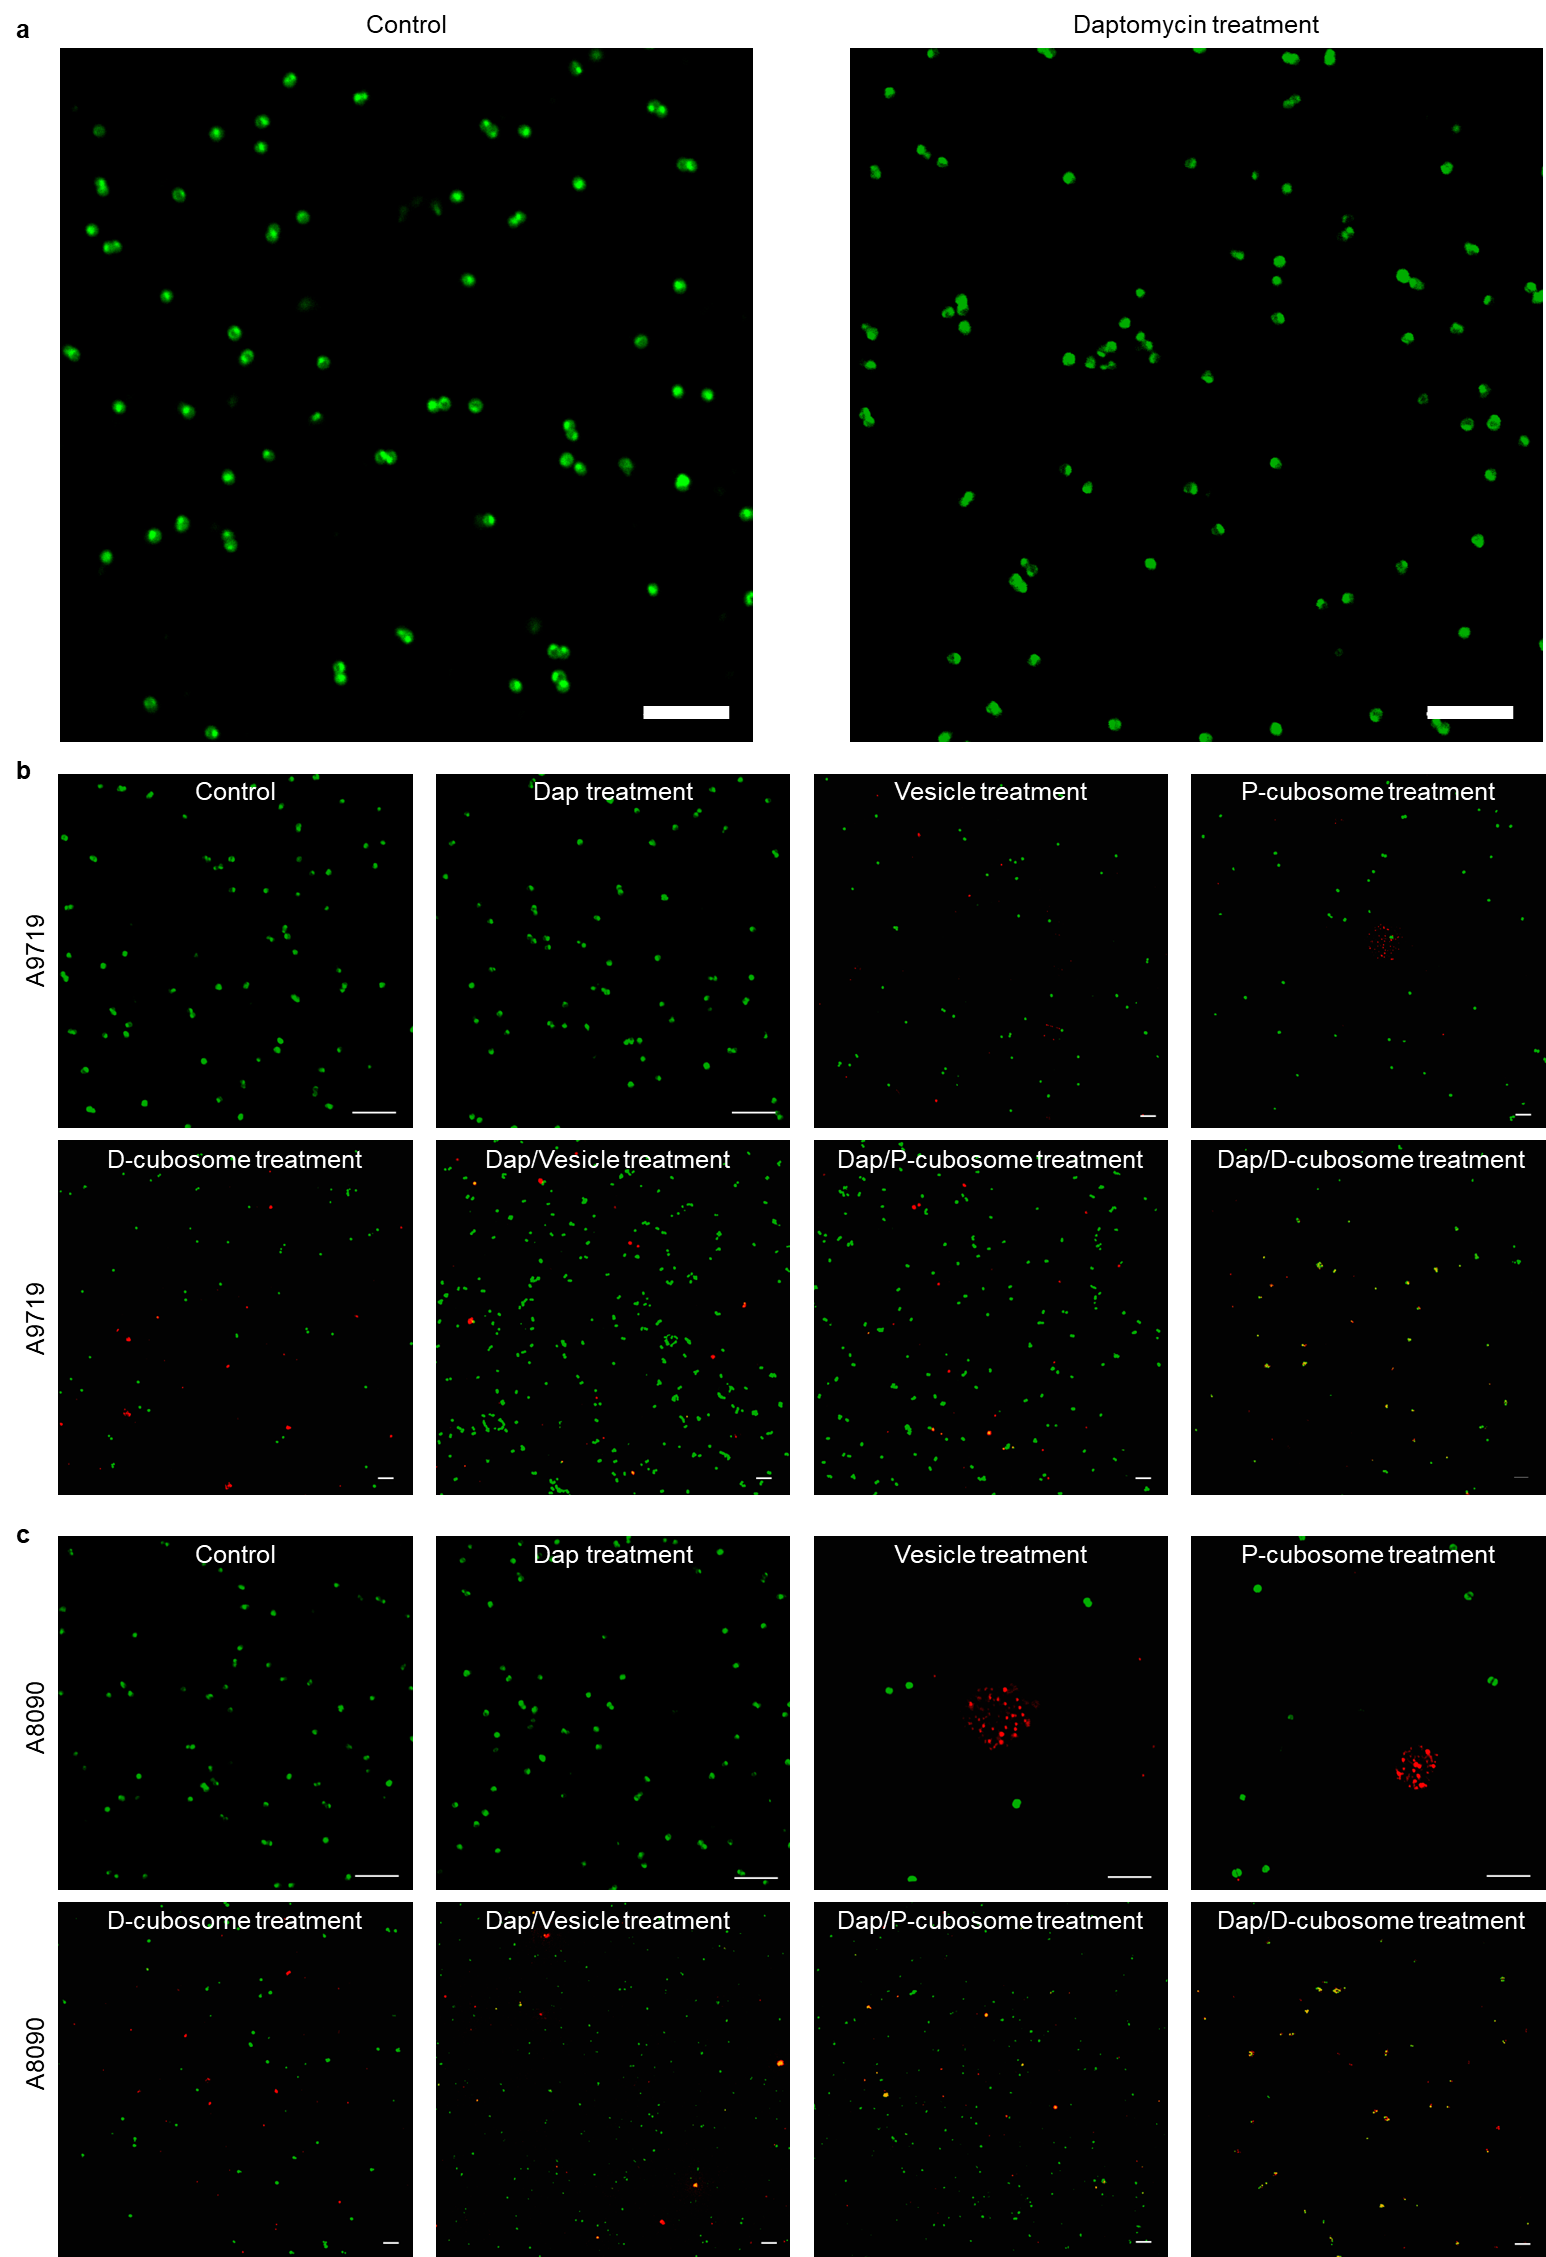 a
Control
Daptomycin treatment
b
Control
Dap treatment
Vesicle treatment
P-cubosome treatment
A9719
D-cubosome treatment
Dap/Vesicle treatment
Dap/P-cubosome treatment
Dap/D-cubosome treatment
A9719
c
Control
Dap treatment
Vesicle treatment
P-cubosome treatment
A8090
D-cubosome treatment
Dap/Vesicle treatment
Dap/P-cubosome treatment
Dap/D-cubosome treatment
A8090